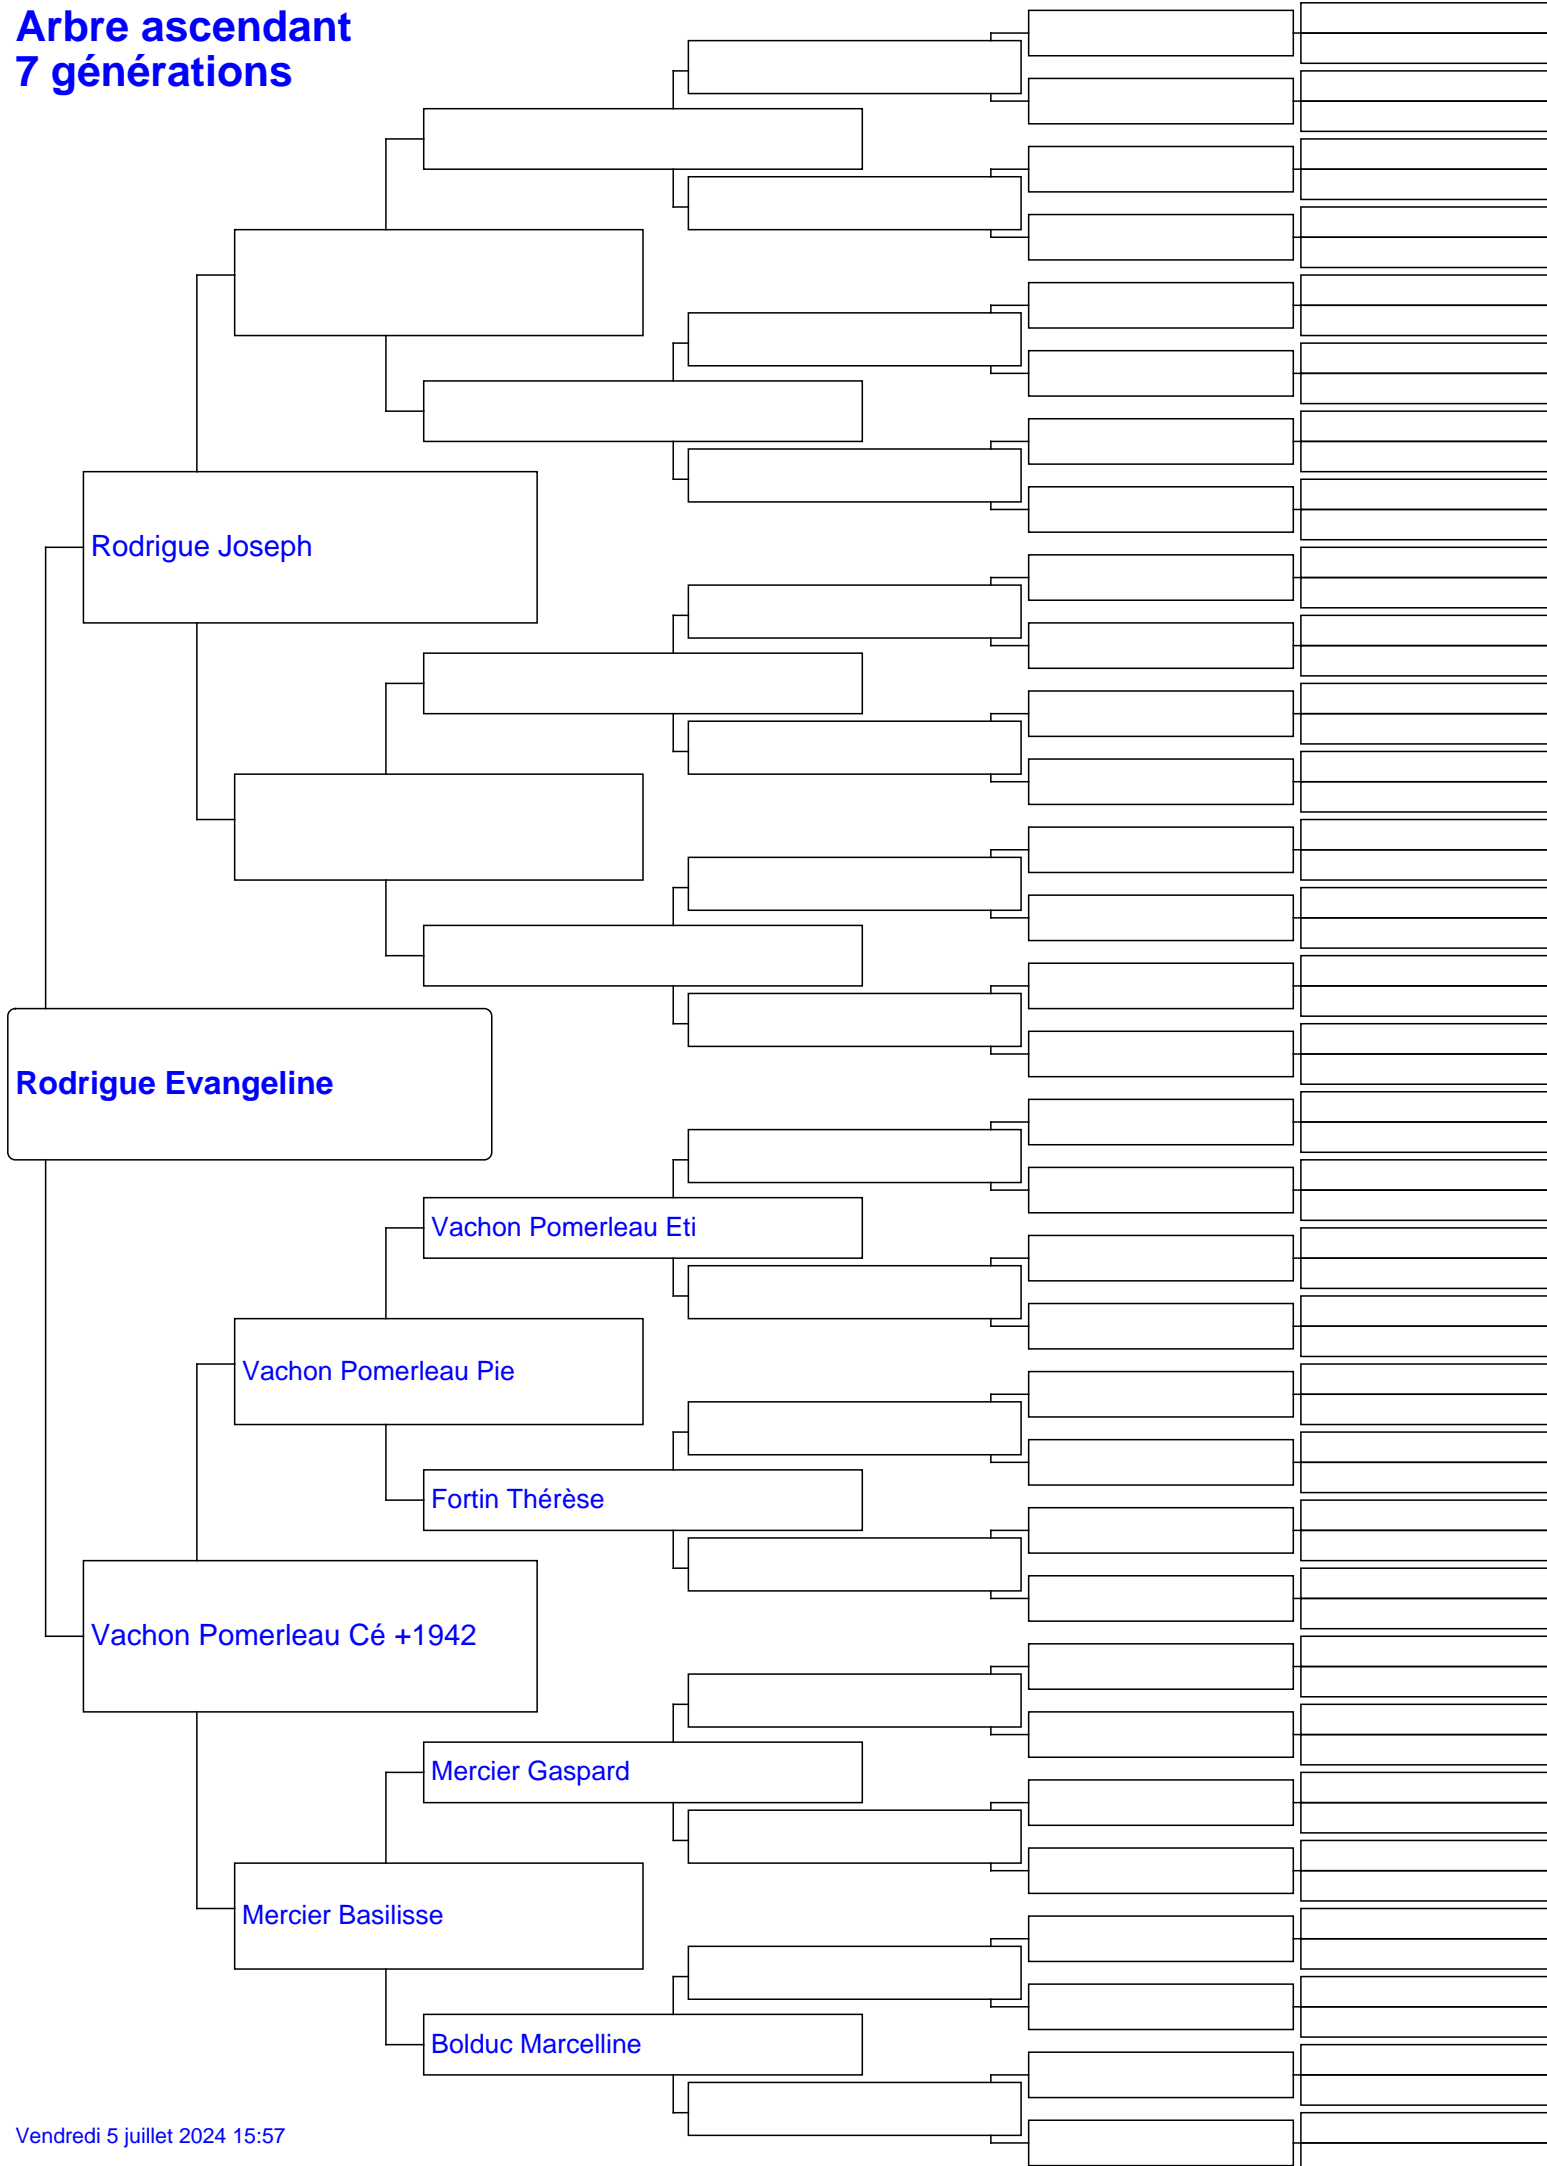 Arbre ascendant
7 générations
Rodrigue Joseph
Rodrigue Evangeline
Vachon Pomerleau Eti
Vachon Pomerleau Pie
Fortin Thérèse
Vachon Pomerleau Cé +1942
Mercier Gaspard
Mercier Basilisse
Bolduc Marcelline
Vendredi 5 juillet 2024 15:57